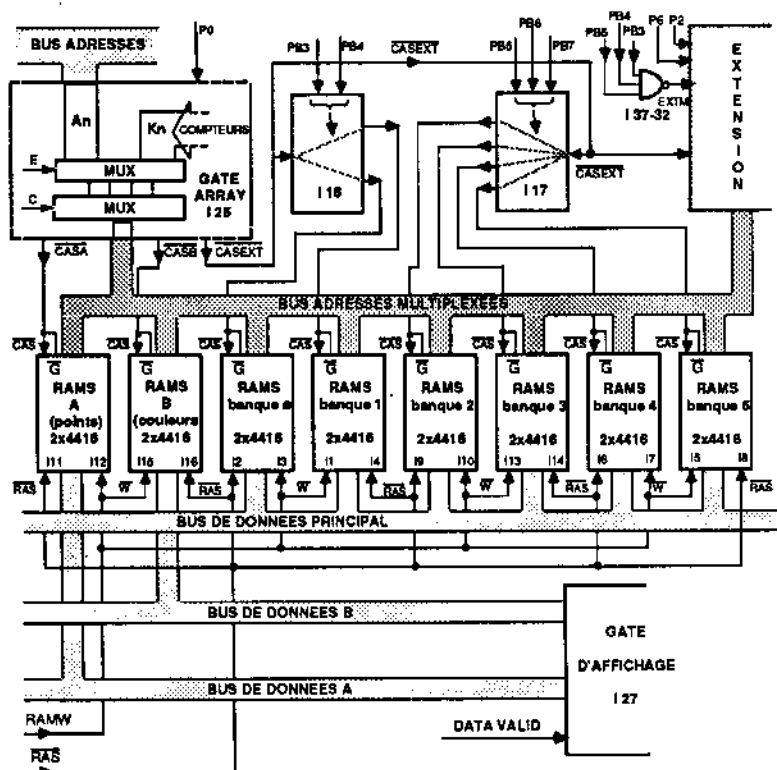 BUS ADRESSES
P0
PB3
PB4
CASEXT
PB5
PB6
PB7
PB5
PB4
PB3
P6
P2
EXTENSION
An
Kn
COMPTEURS
E
MUX
C
MUX
GATE
ARRAY
I 25
I 16
I 17
EXTM
I 37-32
CASEXT
CASA
CASB
CASEXT
BUS ADRESSES MULTIPLEXEES
CAS
CAS
CAS
CAS
CAS
CAS
CAS
CAS
G
RAMS
A
(points)
2x4416
I11
I12
G
RAMS
B
(couleurs
2x4416
I15
I16
G
RAMS
2x4416
I2
I3
G
RAMS
banque 1
2x4416
I1
I4
G
RAMS
banque 2
2x4416
I9
I10
G
RAMS
banque 3
2x4416
I13
I14
G
RAMS
banque 4
2x4416
I6
I7
G
RAMS
banque 5
2x4416
I5
I8
RAS
W
RAS
W
RAS
W
RAS
W
RAS
BUS DE DONNEES PRINCIPAL
BUS DE DONNEES B
GATE
D'AFFICHAGE
I 27
BUS DE DONNEES A
RAMW
DATA VALID
RAS